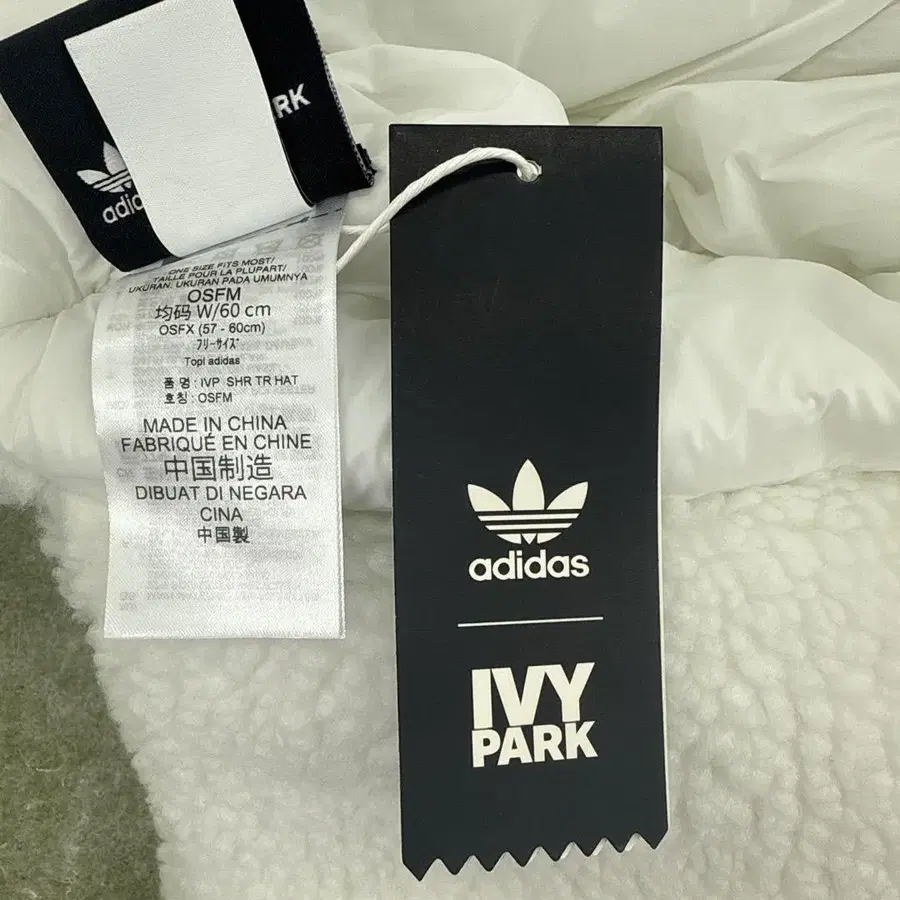 RK
adid
ONE SIZE FITS MOST/
TAILLE POUR LA PLUPART/
UKURAN. UKURAN PADA UMUMNYA
OSFM
均码 W/60 cm
OSFX (57 - 60cm)
フリーサイズ
Topi adidas
품 명 : IVP SHR TR HAT
호칭 : OSFM
MADE IN CHINA
FABRIQUÉ EN CHINE
中国制造
DIBUAT DI NEGARA
CINA
中国製
adidas
IVY
PARK